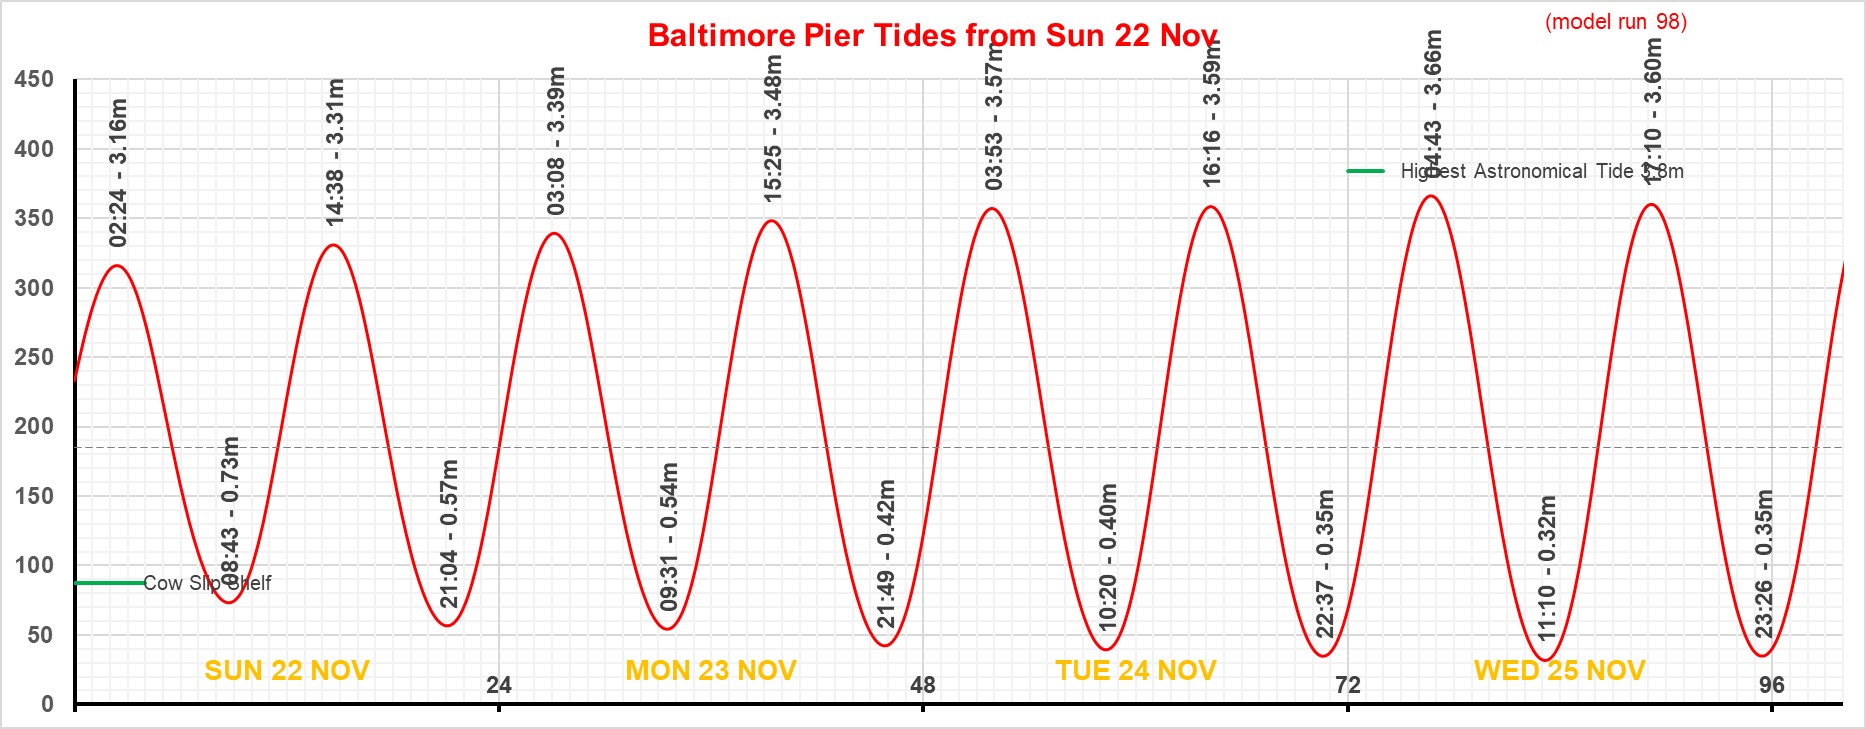 Baltimore Pier Tides from Sun 22 Nov
(model run 98)
450
400
350
300
250
200
150
100
50
0
02:24 - 3.16m
08:43 - 0.73m
14:38 - 3.31m
21:04 - 0.57m
03:08 - 3.39m
09:31 - 0.54m
15:25 - 3.48m
21:49 - 0.42m
03:53 - 3.57m
10:20 - 0.40m
16:16 - 3.59m
22:37 - 0.35m
04:43 - 3.66m
11:10 - 0.32m
17:10 - 3.60m
23:26 - 0.35m
Highest Astronomical Tide 3.8m
Cow Slip Shelf
SUN 22 NOV
MON 23 NOV
TUE 24 NOV
WED 25 NOV
24
48
72
96